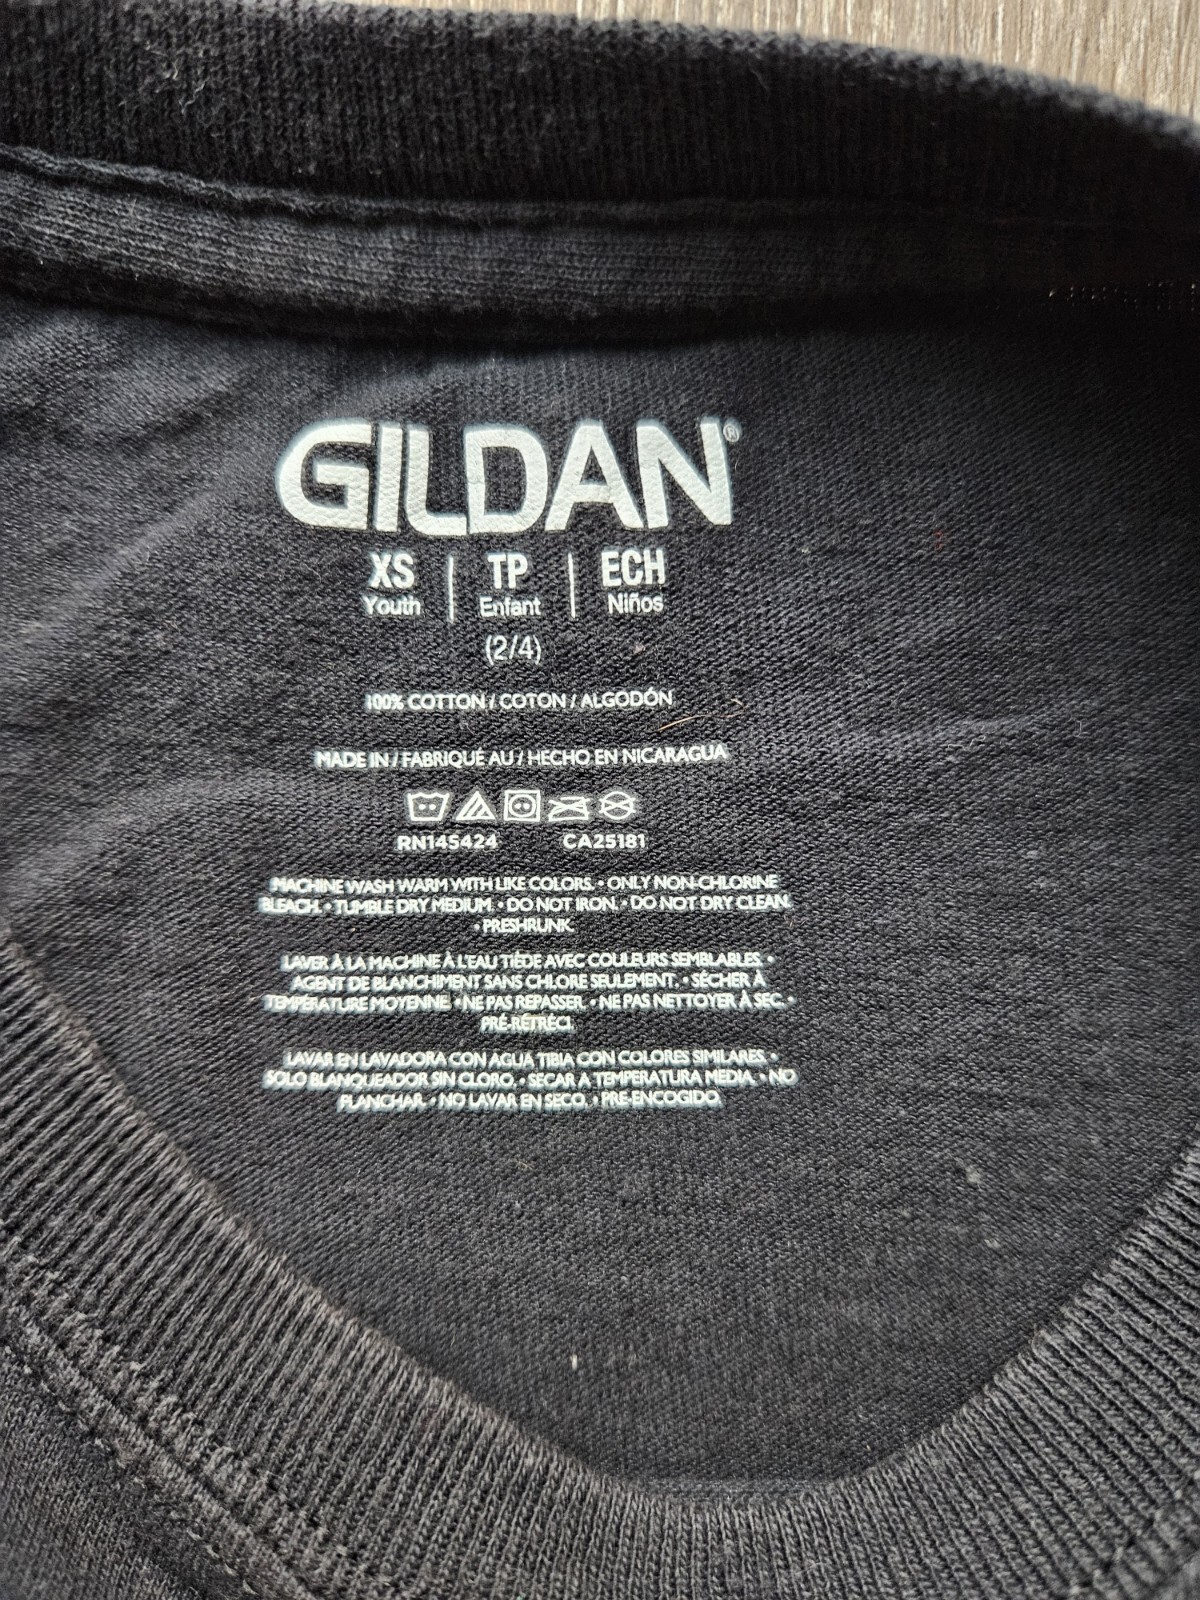 GILDAN®
XS | TP | ECH
Youth | Enfant | Niños
(2/4)
100% COTTON / COTON / ALGODÓN
MADE IN / FABRIQUÉ AU / HECHO EN NICARAGUA
RN145424 CA25181
MACHINE WASH WARM WITH LIKE COLORS. • ONLY NON-CHLORINE
BLEACH. • TUMBLE DRY MEDIUM. • DO NOT IRON. • DO NOT DRY CLEAN.
• PRESHRUNK.
LAVER À LA MACHINE À L'EAU TIÈDE AVEC COULEURS SEMBLABLES. •
AGENT DE BLANCHIMENT SANS CHLORE SEULEMENT. • SÉCHER À
TEMPÉRATURE MOYENNE. • NE PAS REPASSER. • NE PAS NETTOYER À SEC. •
PRÉ-RÉTRÉCI.
LAVAR EN LAVADORA CON AGUA TIBIA CON COLORES SIMILARES. •
SOLO BLANQUEADOR SIN CLORO. • SECAR A TEMPERATURA MEDIA. • NO
PLANCHAR. • NO LAVAR EN SECO. • PRE-ENCOGIDO.